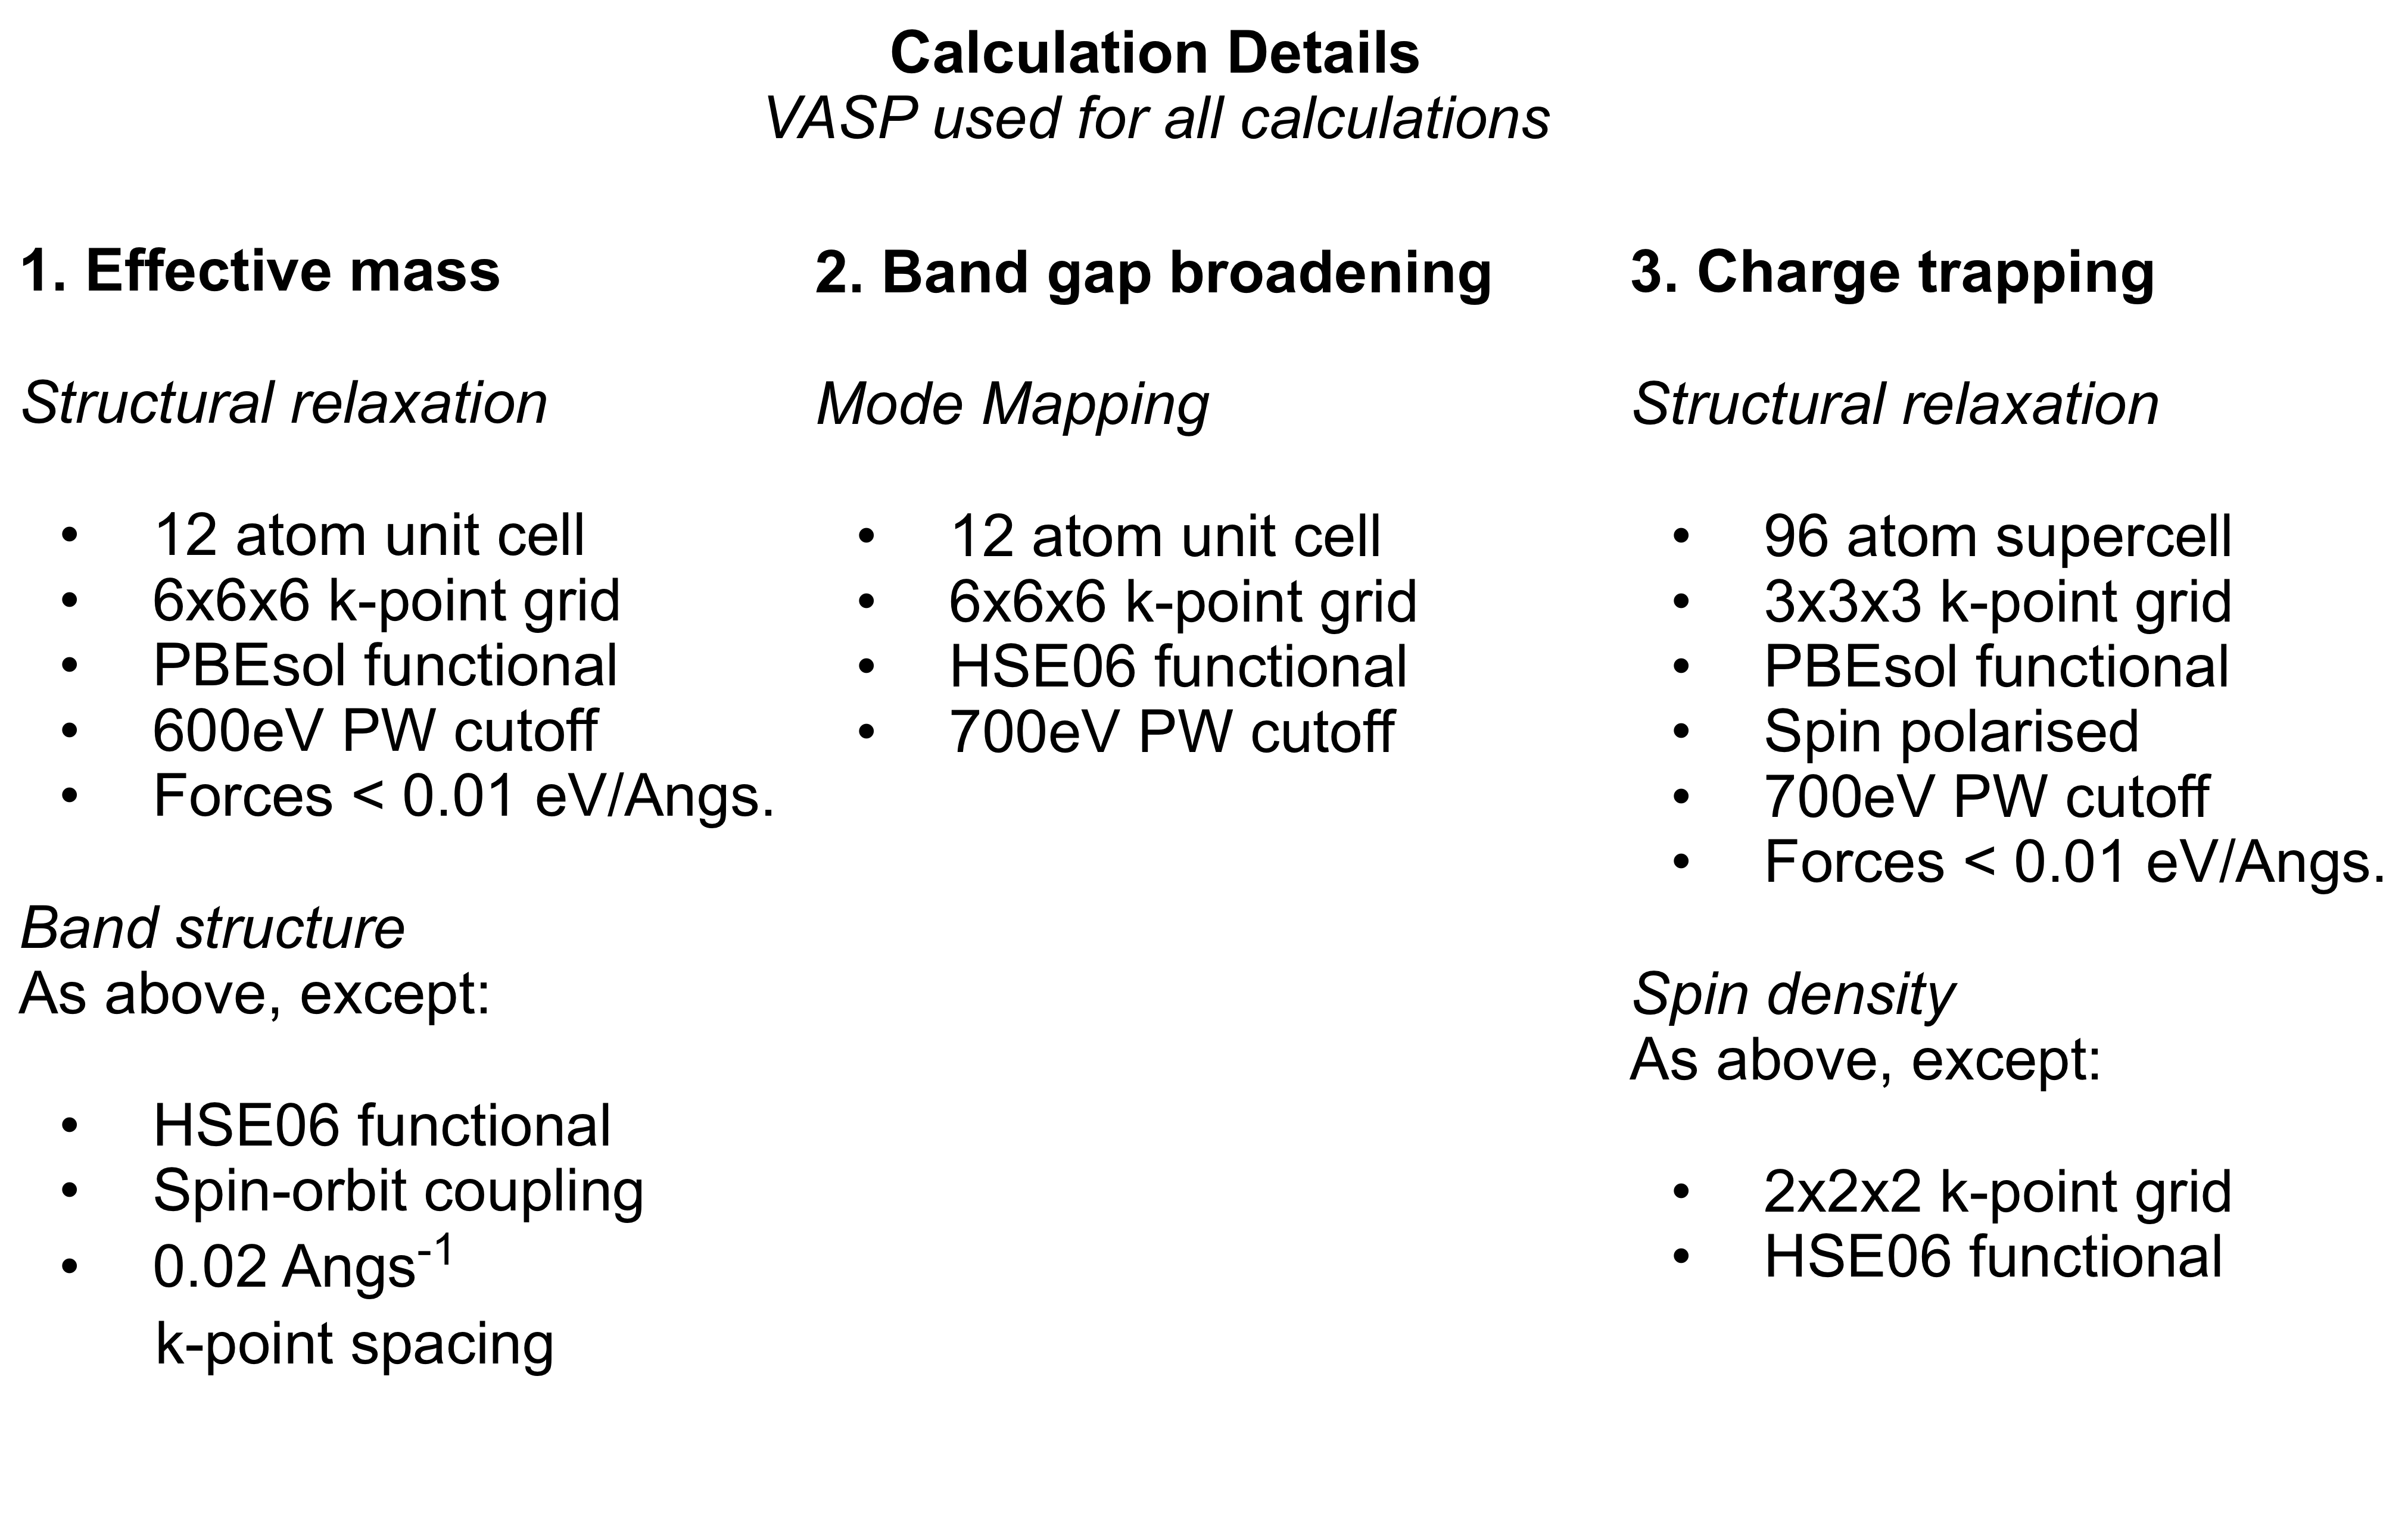 Calculation Details
VASP used for all calculations
1. Effective mass
Structural relaxation
• 12 atom unit cell
• 6x6x6 k-point grid
• PBEsol functional
• 600eV PW cutoff
• Forces < 0.01 eV/Angs.
Band structure
As above, except:
• HSE06 functional
• Spin-orbit coupling
• 0.02 Angs⁻¹
k-point spacing
2. Band gap broadening
Mode Mapping
• 12 atom unit cell
• 6x6x6 k-point grid
• HSE06 functional
• 700eV PW cutoff
3. Charge trapping
Structural relaxation
• 96 atom supercell
• 3x3x3 k-point grid
• PBEsol functional
• Spin polarised
• 700eV PW cutoff
• Forces < 0.01 eV/Angs.
Spin density
As above, except:
• 2x2x2 k-point grid
• HSE06 functional